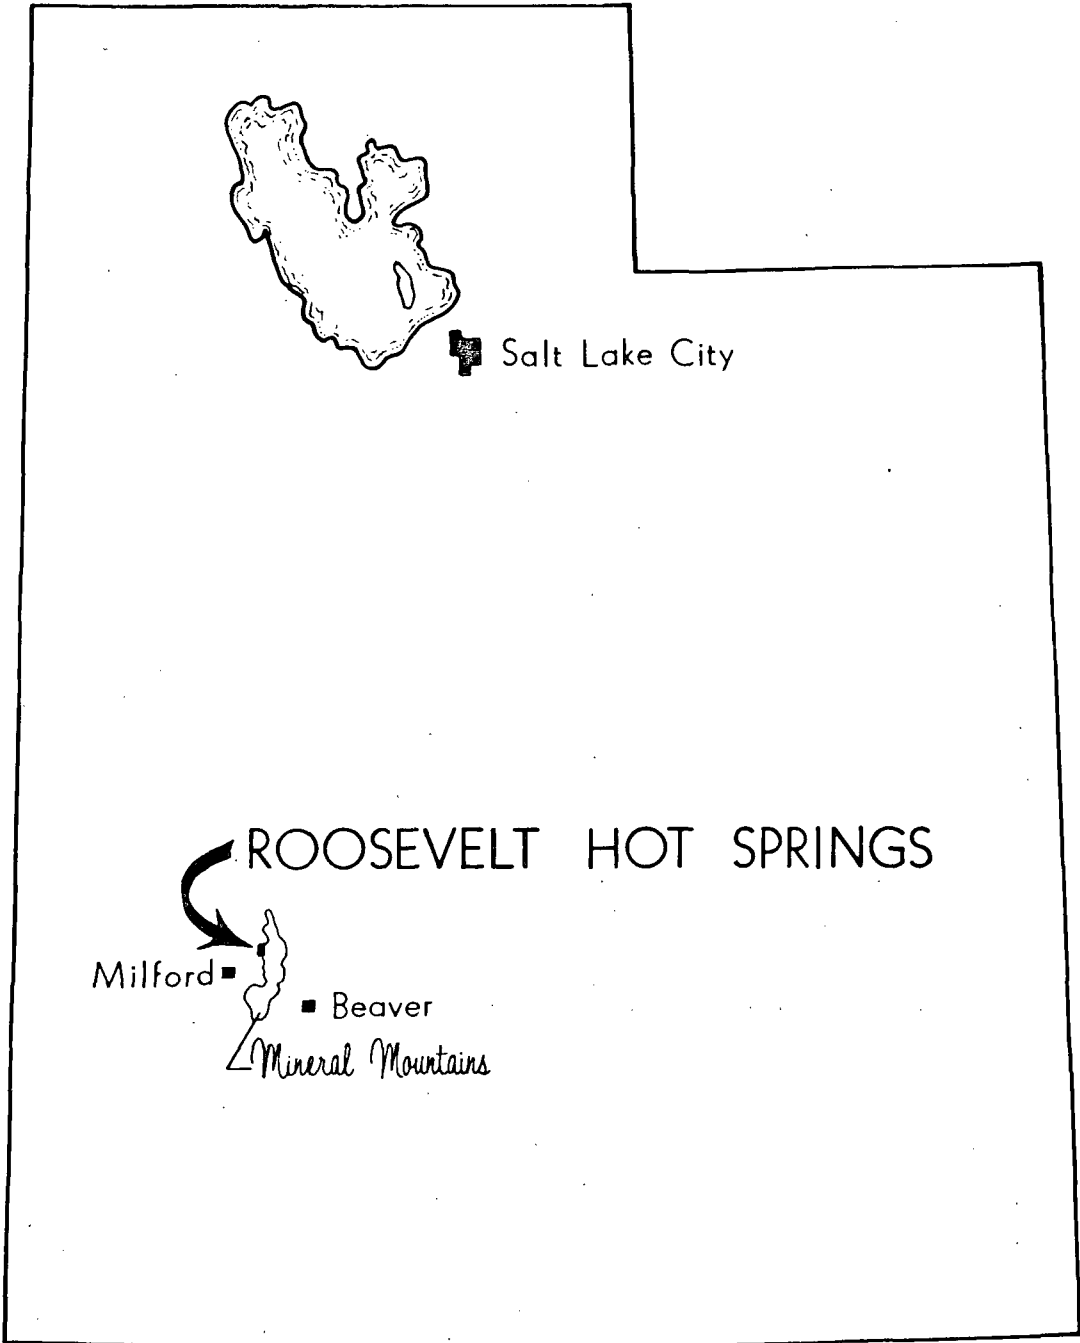 Salt Lake City
ROOSEVELT HOT SPRINGS
Milford
Beaver
Mineral Mountains